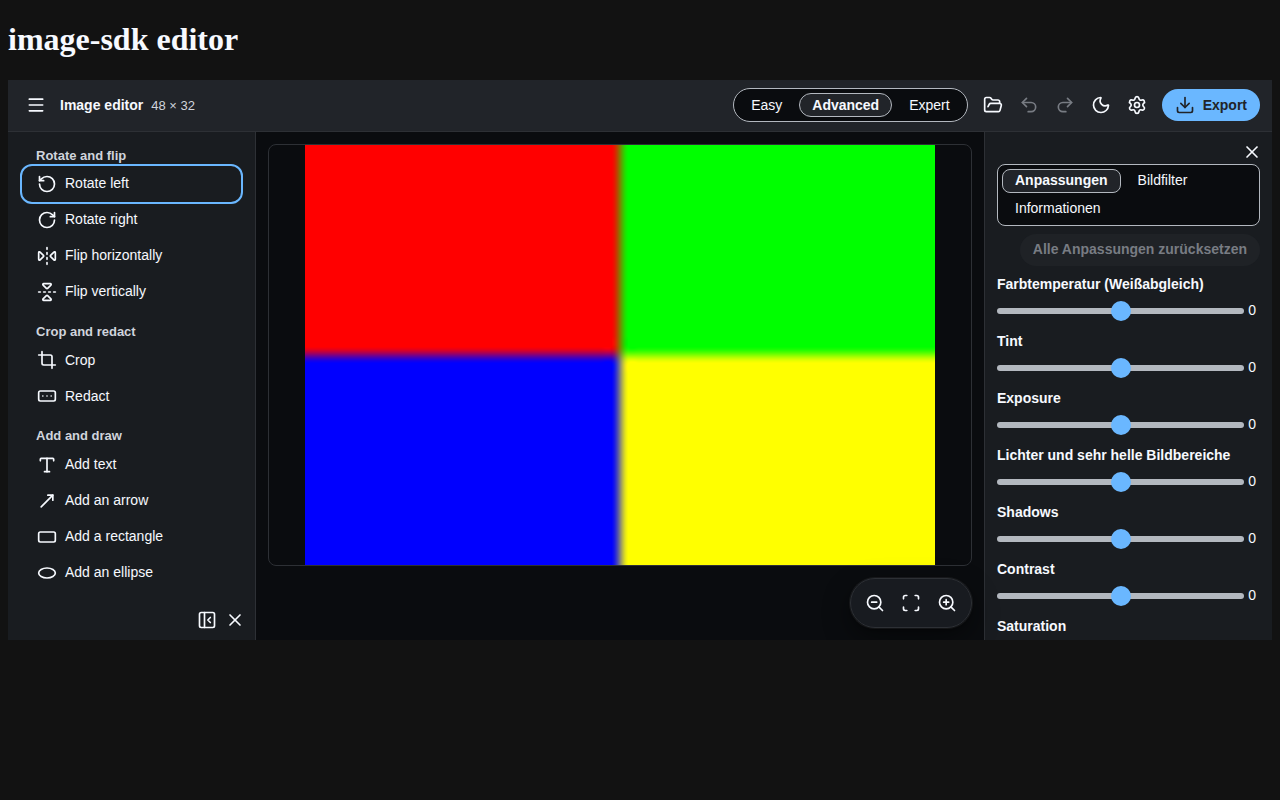 image-sdk editor
Image editor 48 × 32
Easy Advanced Expert
Export
Rotate and flip
Rotate left
Rotate right
Flip horizontally
Flip vertically
Crop and redact
Crop
Redact
Add and draw
Add text
Add an arrow
Add a rectangle
Add an ellipse
Anpassungen Bildfilter
Informationen
Alle Anpassungen zurücksetzen
Farbtemperatur (Weißabgleich)
0
Tint
0
Exposure
0
Lichter und sehr helle Bildbereiche
0
Shadows
0
Contrast
0
Saturation